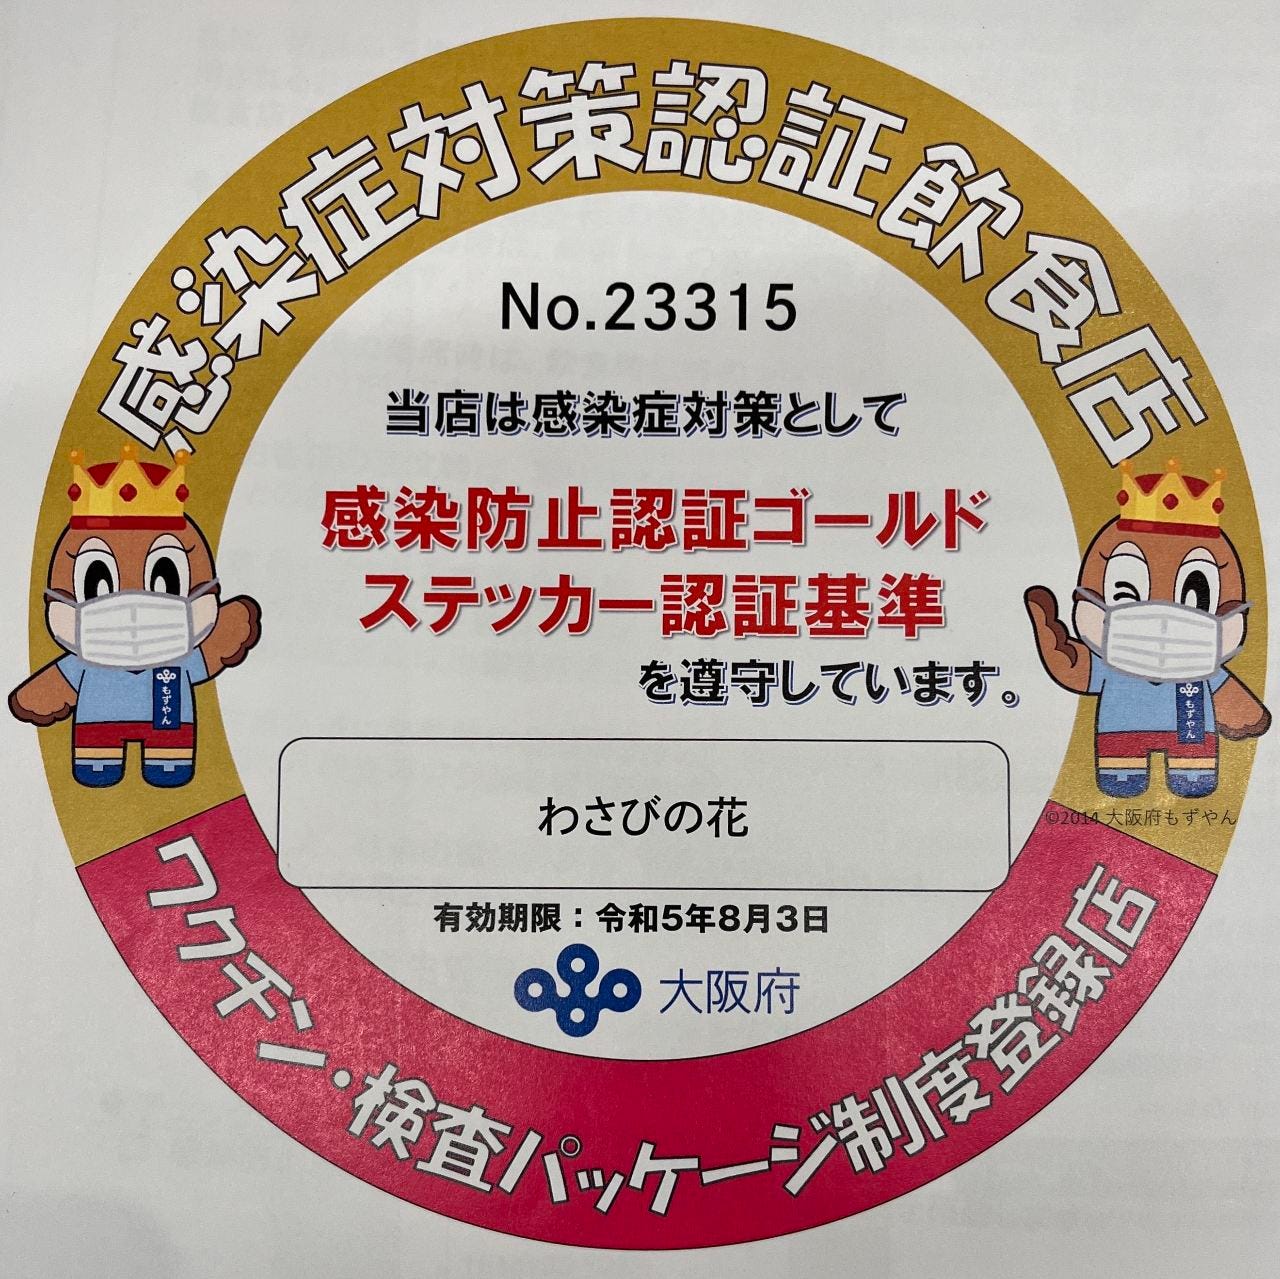 感染症対策認証飲食店
No.23315
当店は感染症対策として
感染防止認証ゴールド
ステッカー認証基準
を遵守しています。
もずやん
もずやん
わさびの花
©2014 大阪府もずやん
有効期限：令和5年8月3日
大阪府
ワクチン・検査パッケージ制度登録店